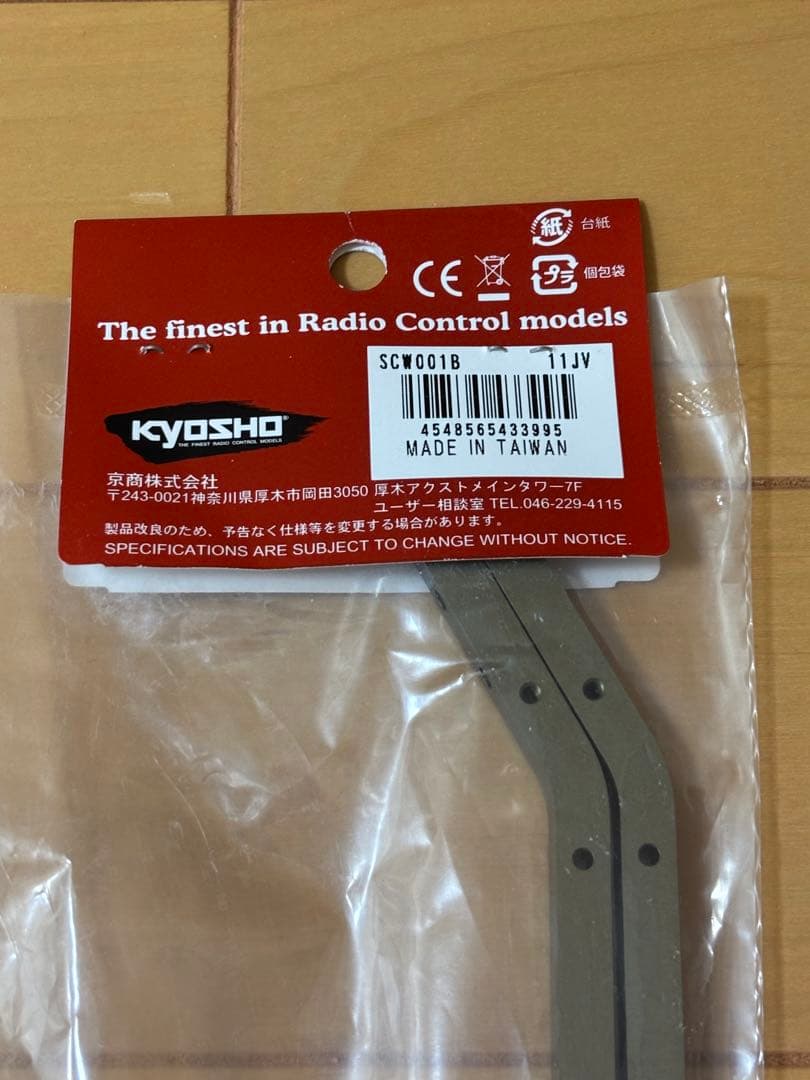 紙 台紙
CE プラ 個包袋
The finest in Radio Control models
SCW001B 11JV
4548565433995
MADE IN TAIWAN
KYOSHO®
THE FINEST RADIO CONTROL MODELS
京商株式会社
〒243-0021神奈川県厚木市岡田3050 厚木アクストメインタワー7F
ユーザー相談室 TEL.046-229-4115
製品改良のため、予告なく仕様等を変更する場合があります。
SPECIFICATIONS ARE SUBJECT TO CHANGE WITHOUT NOTICE.